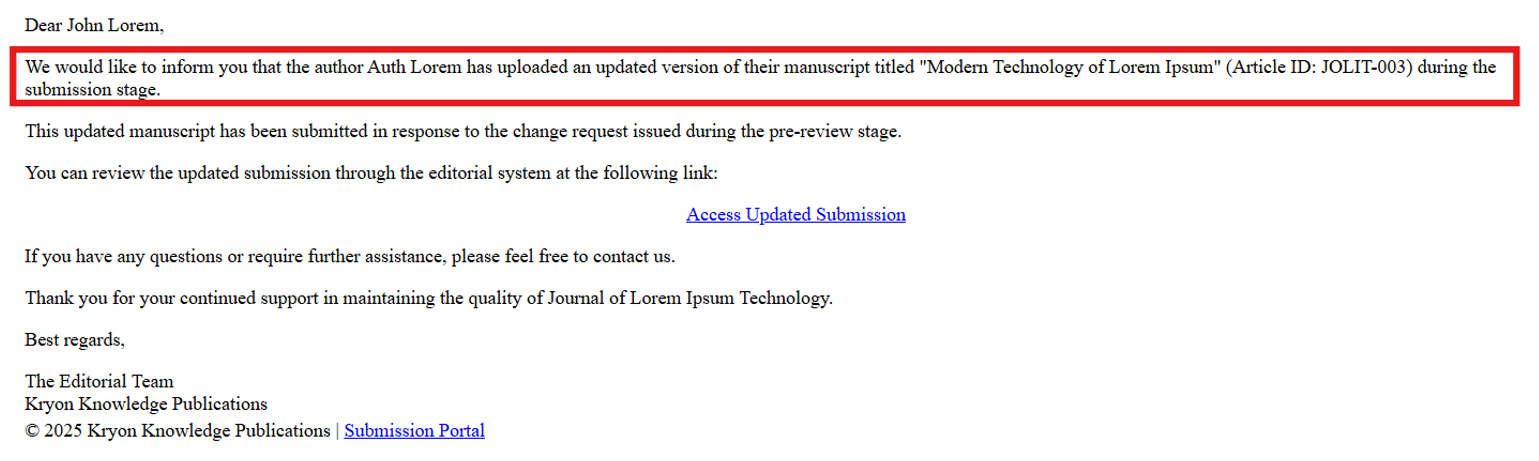 Dear John Lorem,
We would like to inform you that the author Auth Lorem has uploaded an updated version of their manuscript titled "Modern Technology of Lorem Ipsum" (Article ID: JOLIT-003) during the
submission stage.
This updated manuscript has been submitted in response to the change request issued during the pre-review stage.
You can review the updated submission through the editorial system at the following link:
Access Updated Submission
If you have any questions or require further assistance, please feel free to contact us.
Thank you for your continued support in maintaining the quality of Journal of Lorem Ipsum Technology.
Best regards,
The Editorial Team
Kryon Knowledge Publications
© 2025 Kryon Knowledge Publications | Submission Portal